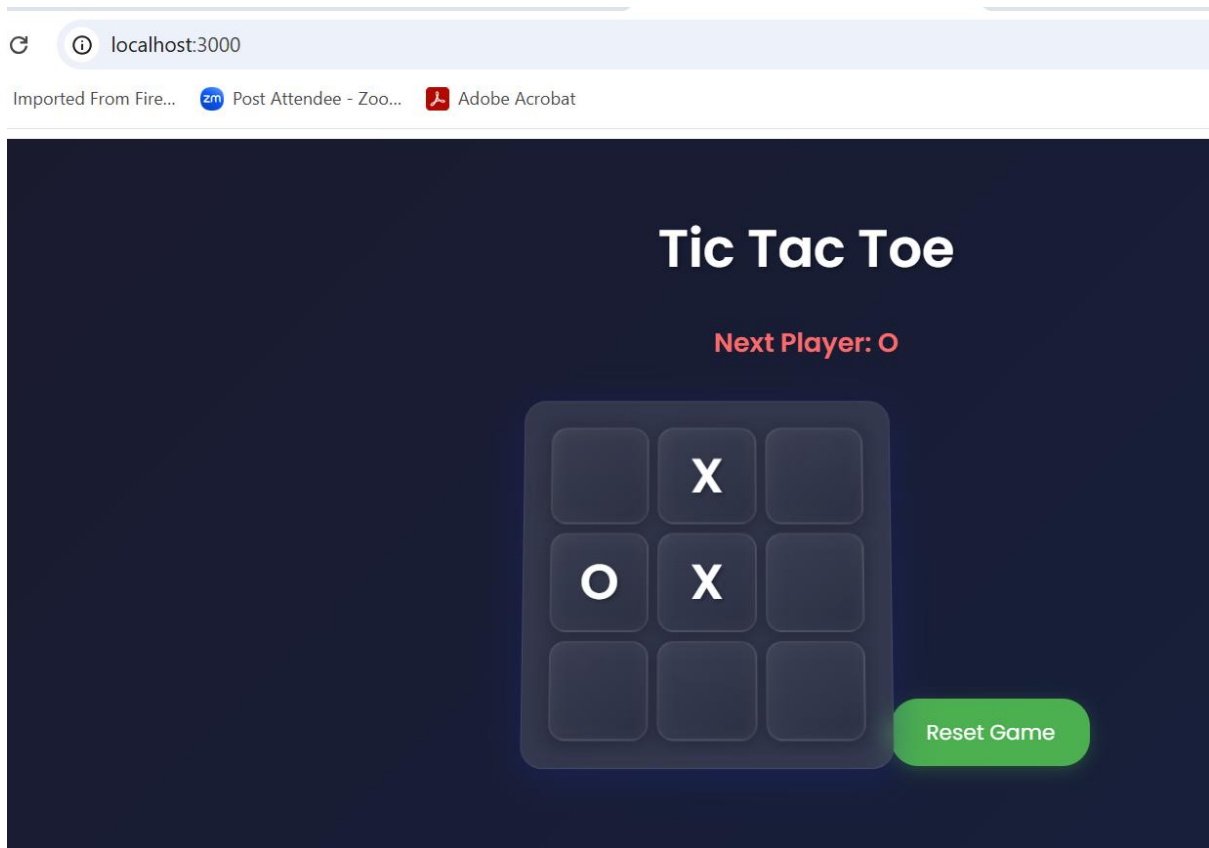 localhost:3000
Imported From Fire... zm Post Attendee - Zoo... Adobe Acrobat
Tic Tac Toe
Next Player: O
X
O X
Reset Game